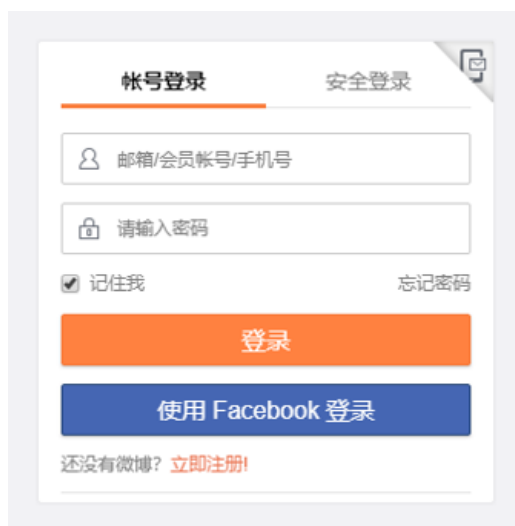 帐号登录 安全登录
邮箱/会员帐号/手机号
请输入密码
记住我 忘记密码
登录
使用 Facebook 登录
还没有微博？立即注册!